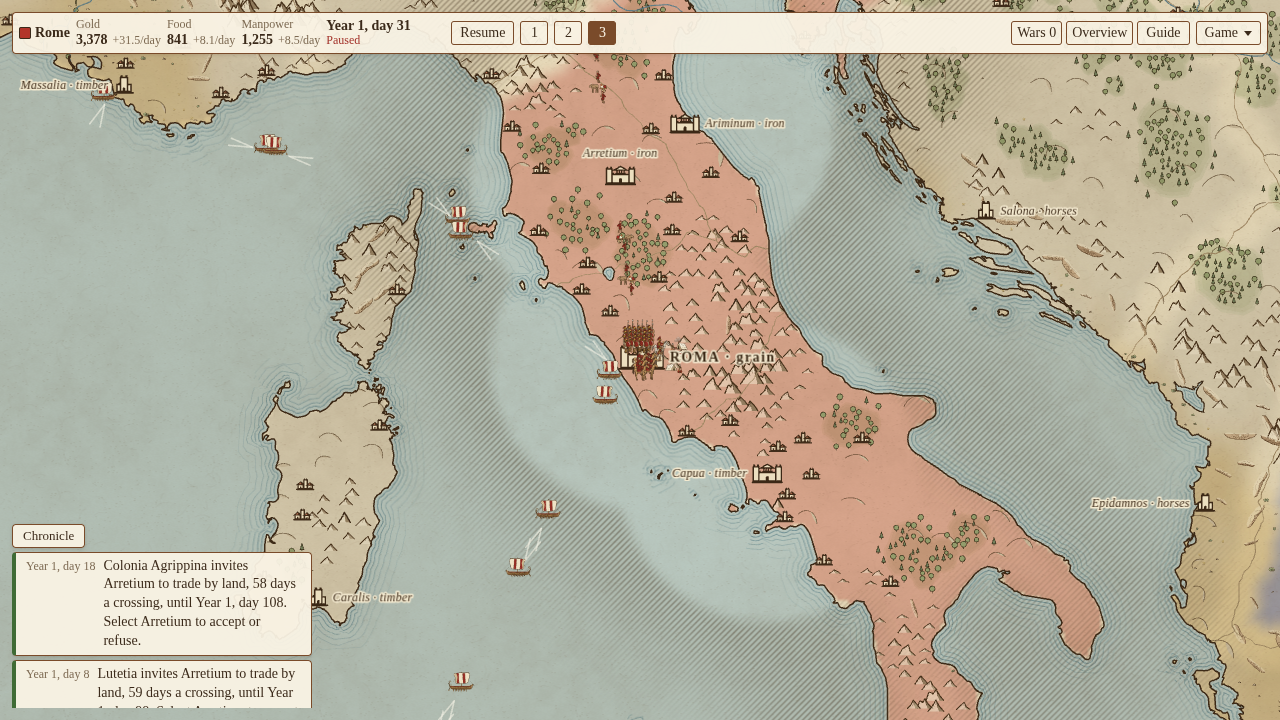 Rome
Gold
3,378 +31.5/day
Food
841 +8.1/day
Manpower
1,255 +8.5/day
Year 1, day 31
Paused
Resume
1
2
3
Wars 0
Overview
Guide
Game
Massalia · timber
Ariminum · iron
Arretium · iron
Salona · horses
ROMA · grain
Capua · timber
Epidamnos · horses
Caralis · timber
Chronicle
Year 1, day 18
Colonia Agrippina invites
Arretium to trade by land, 58 days
a crossing, until Year 1, day 108.
Select Arretium to accept or
refuse.
Year 1, day 8
Lutetia invites Arretium to trade by
land, 59 days a crossing, until Year